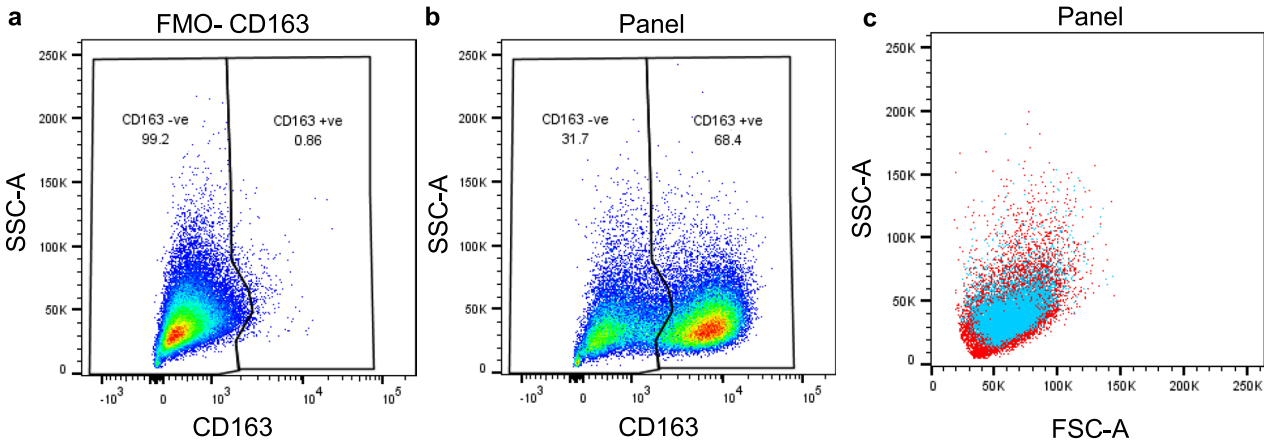 a
FMO- CD163
250K
200K
150K
100K
50K
0
SSC-A
CD163 -ve
99.2
CD163 +ve
0.86
-10³
0
10³
10⁴
10⁵
CD163
b
Panel
250K
200K
150K
100K
50K
0
SSC-A
CD163 -ve
31.7
CD163 +ve
68.4
-10³
0
10³
10⁴
10⁵
CD163
c
Panel
250K
200K
150K
100K
50K
0
SSC-A
0
50K
100K
150K
200K
250K
FSC-A